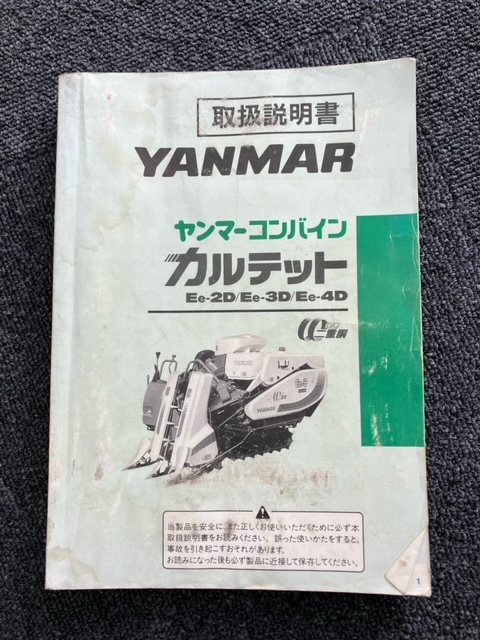 取扱説明書
YANMAR
ヤンマーコンバイン
カルテット
Ee-2D/Ee-3D/Ee-4D
二重胴
YANMAR
当製品を安全に、また正しくお使いいただくために必ず本
取扱説明書をお読みください。誤った使いかたをすると、
事故を引き起こすおそれがあります。
お読みになった後も必ず製品に近接して保存してください。
1